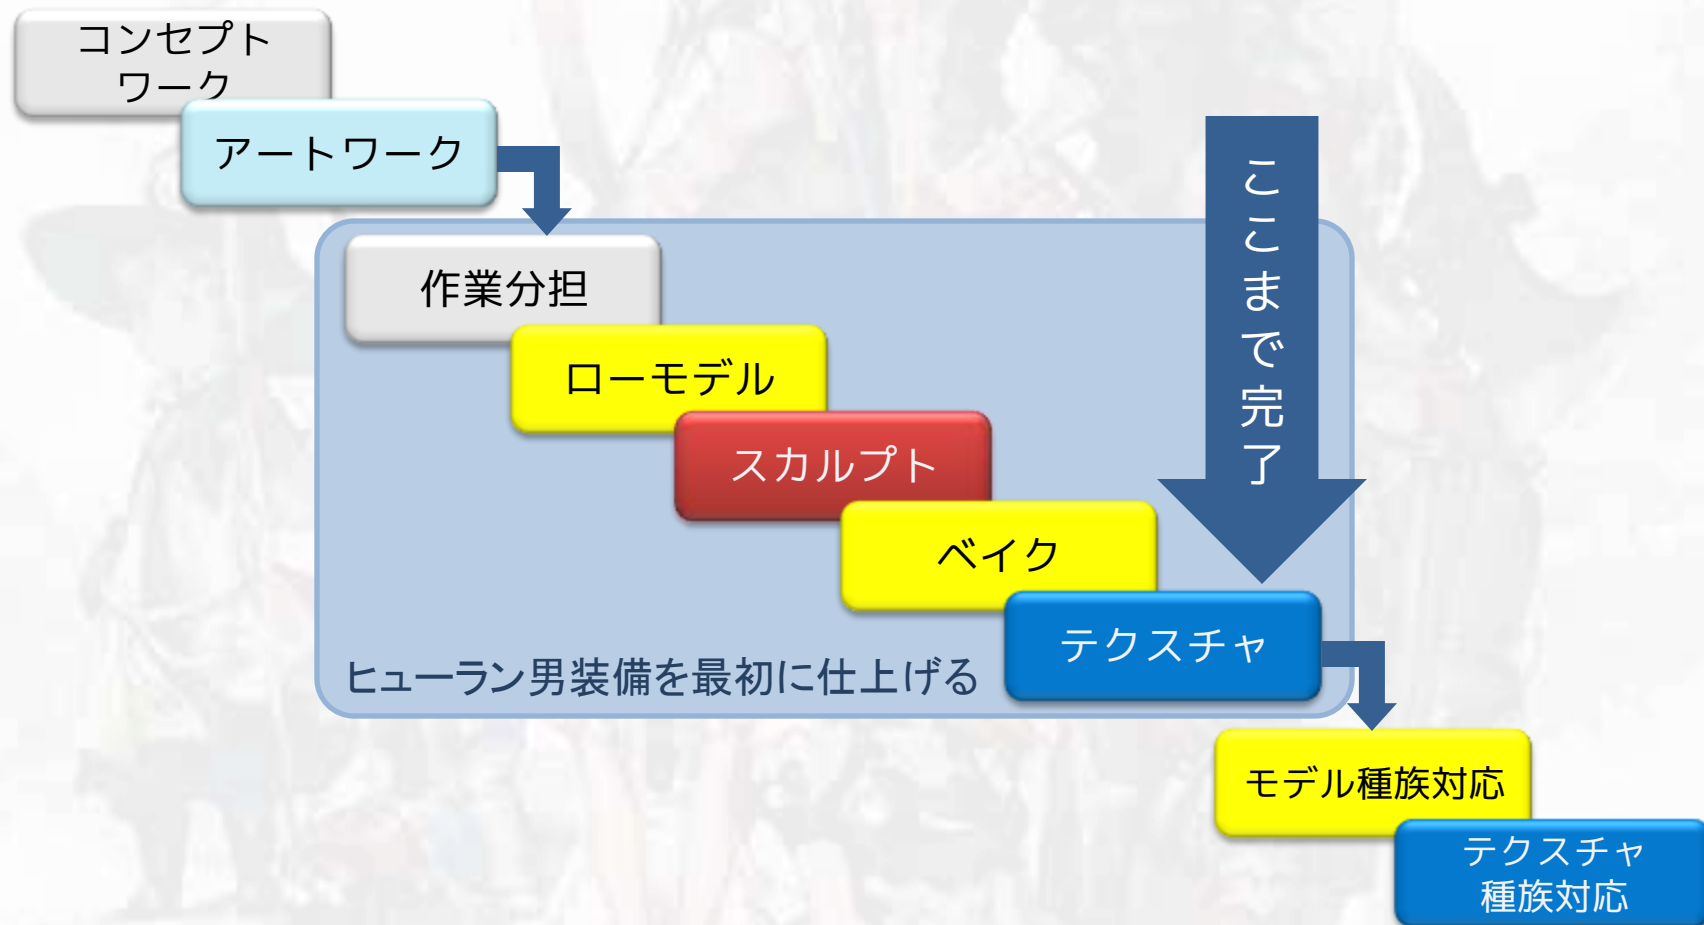 コンセプト
ワーク
アートワーク
作業分担
ローモデル
スカルプト
ベイク
テクスチャ
ここまで完了
ヒューラン男装備を最初に仕上げる
モデル種族対応
テクスチャ
種族対応